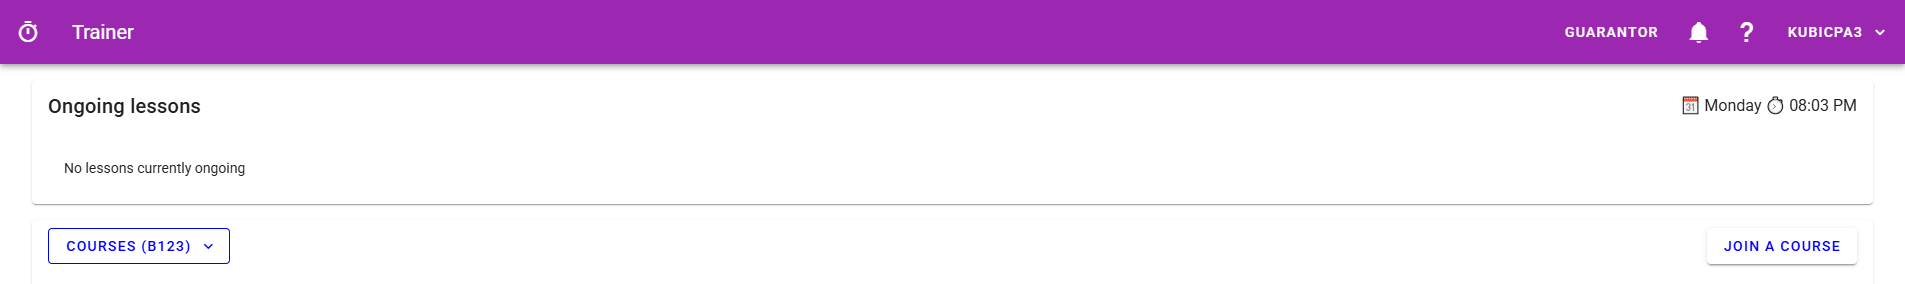 Trainer GUARANTOR ? KUBICPA3
Ongoing lessons 31 Monday 08:03 PM
No lessons currently ongoing
COURSES (B123) JOIN A COURSE